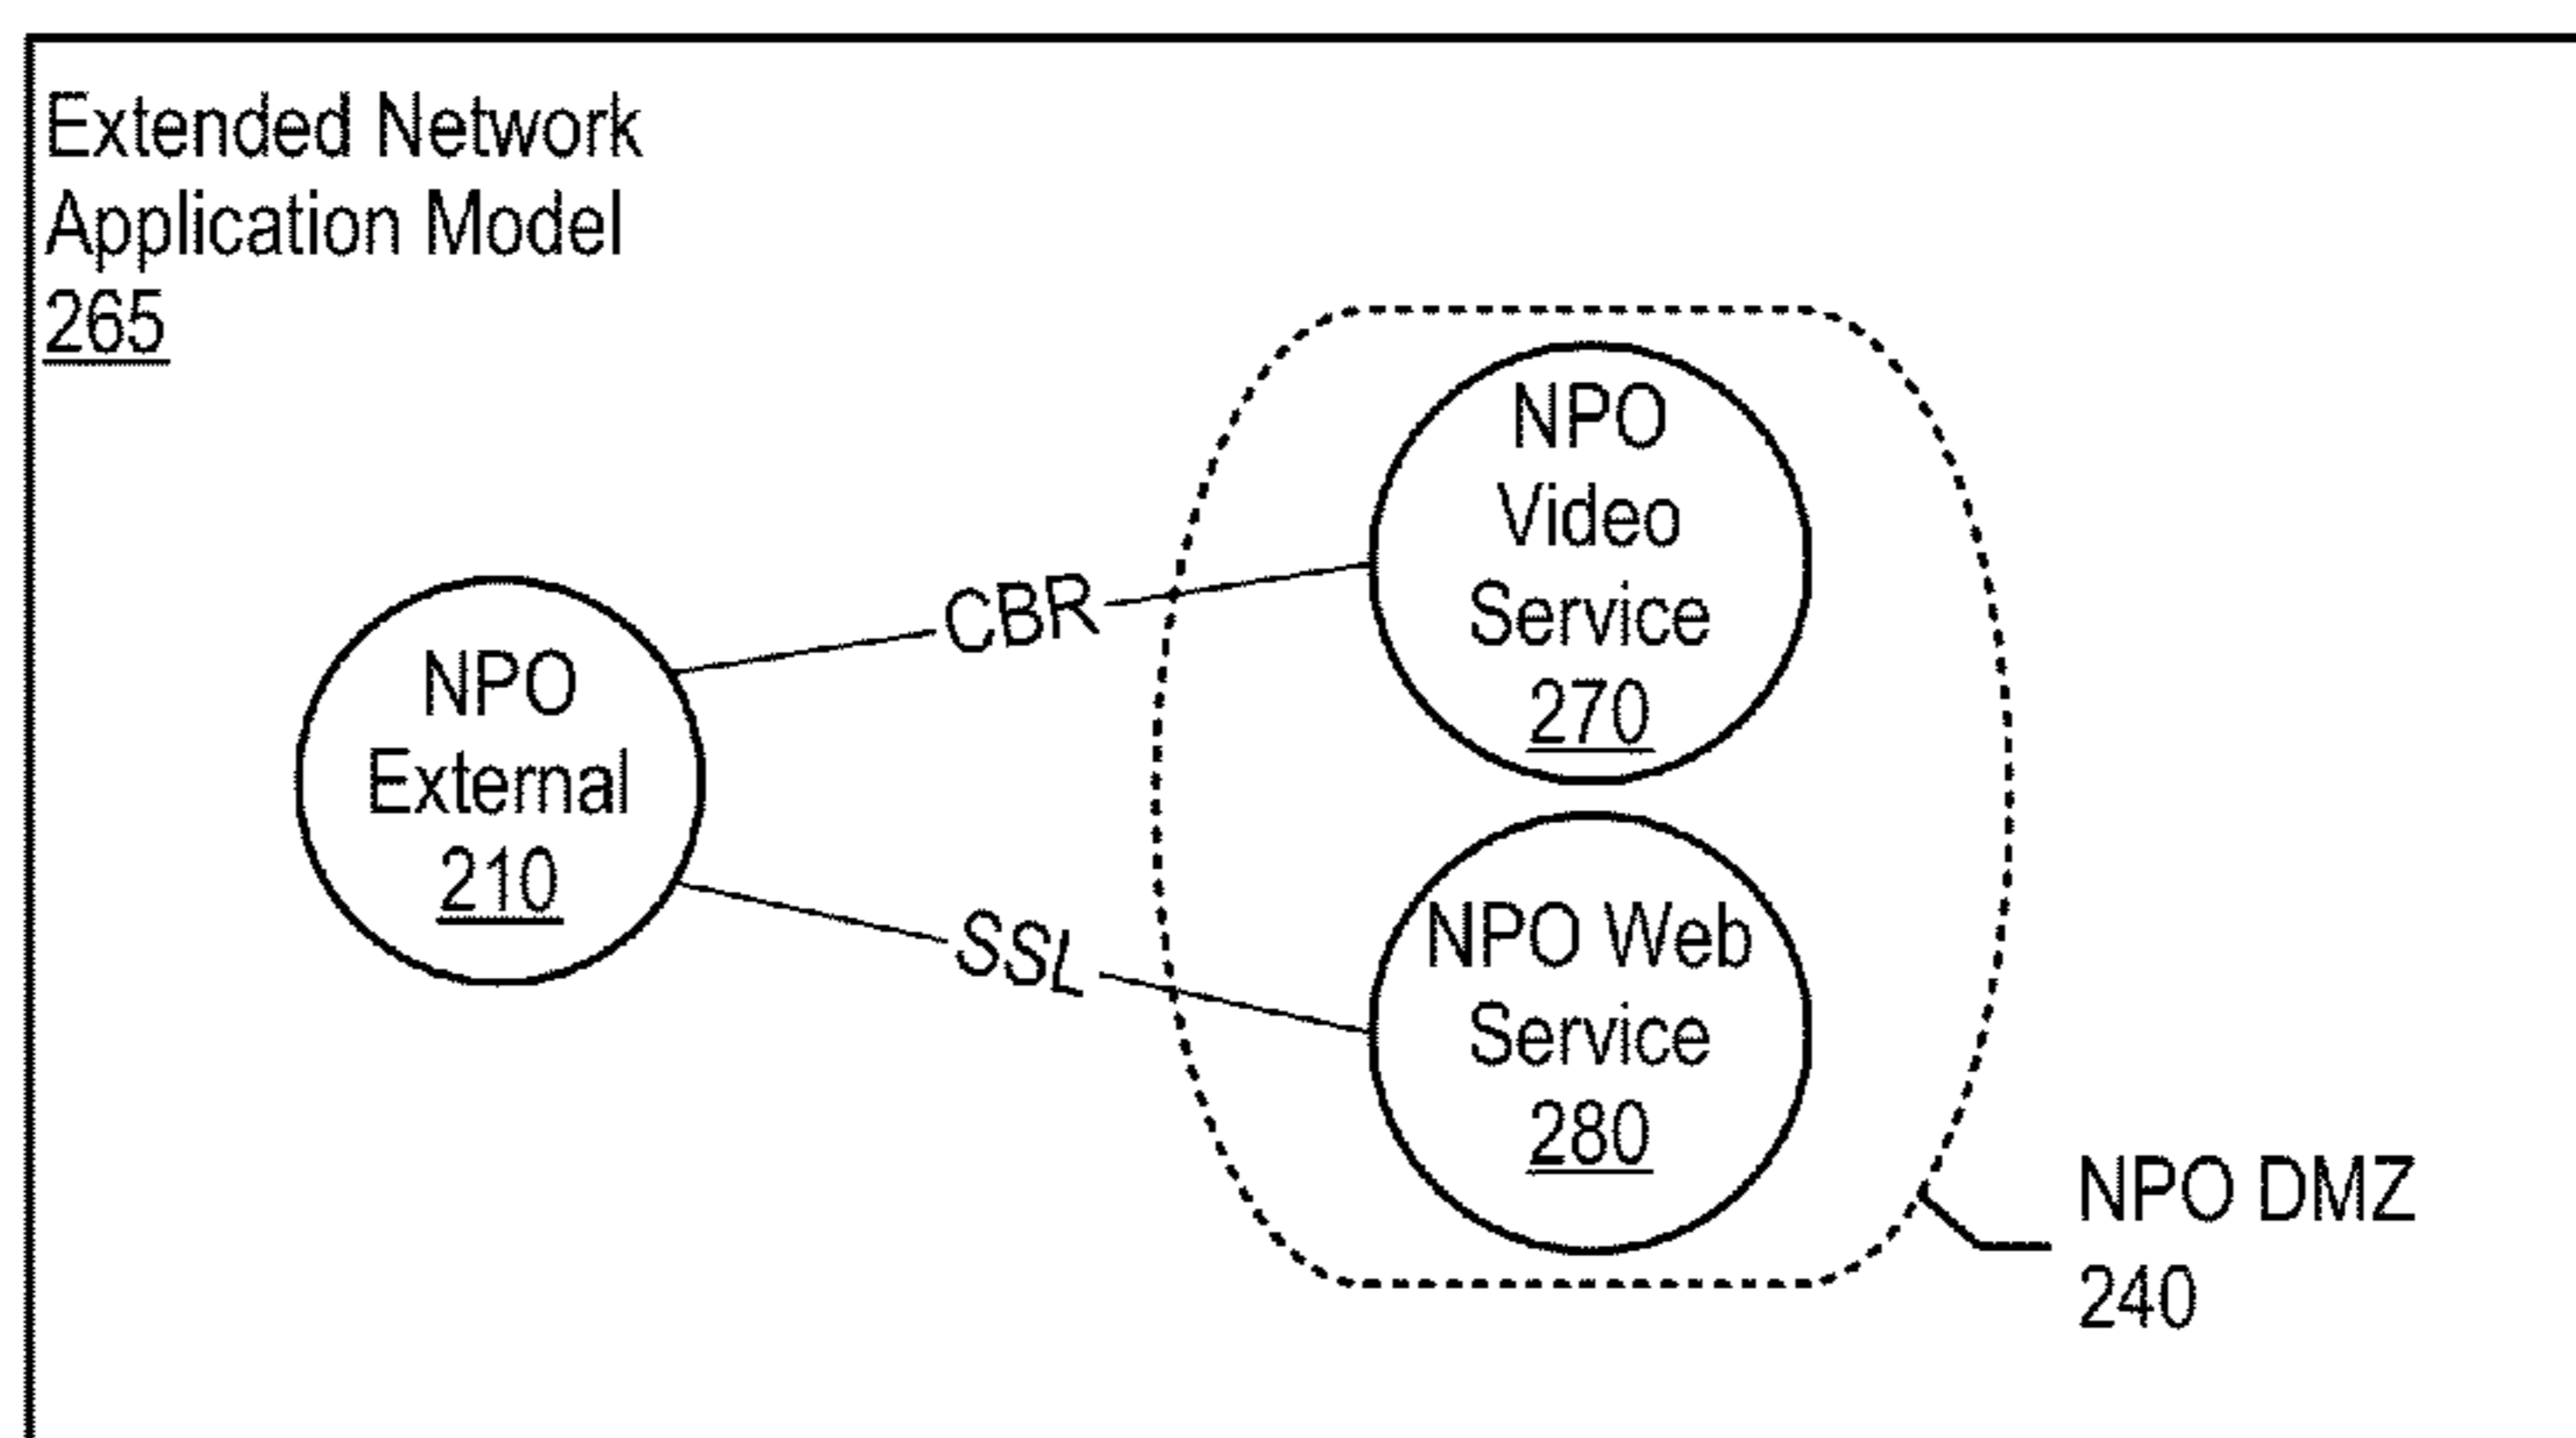 Extended Network
Application Model
265
NPO
External
210
CBR
SSL
NPO
Video
Service
270
NPO Web
Service
280
NPO DMZ
240